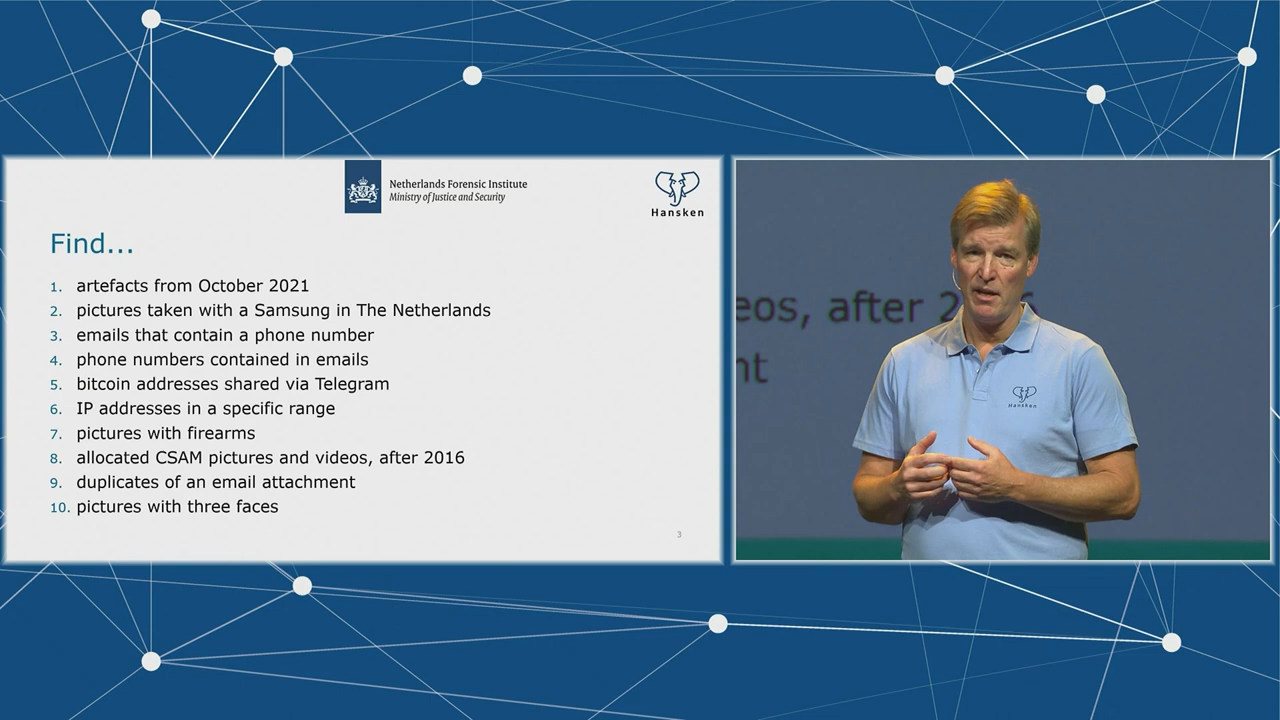 Netherlands Forensic Institute
Ministry of Justice and Security
Hansken
Find...
1. artefacts from October 2021
2. pictures taken with a Samsung in The Netherlands
3. emails that contain a phone number
4. phone numbers contained in emails
5. bitcoin addresses shared via Telegram
6. IP addresses in a specific range
7. pictures with firearms
8. allocated CSAM pictures and videos, after 2016
9. duplicates of an email attachment
10. pictures with three faces
3
eos, after 2 6
nt
Hansken